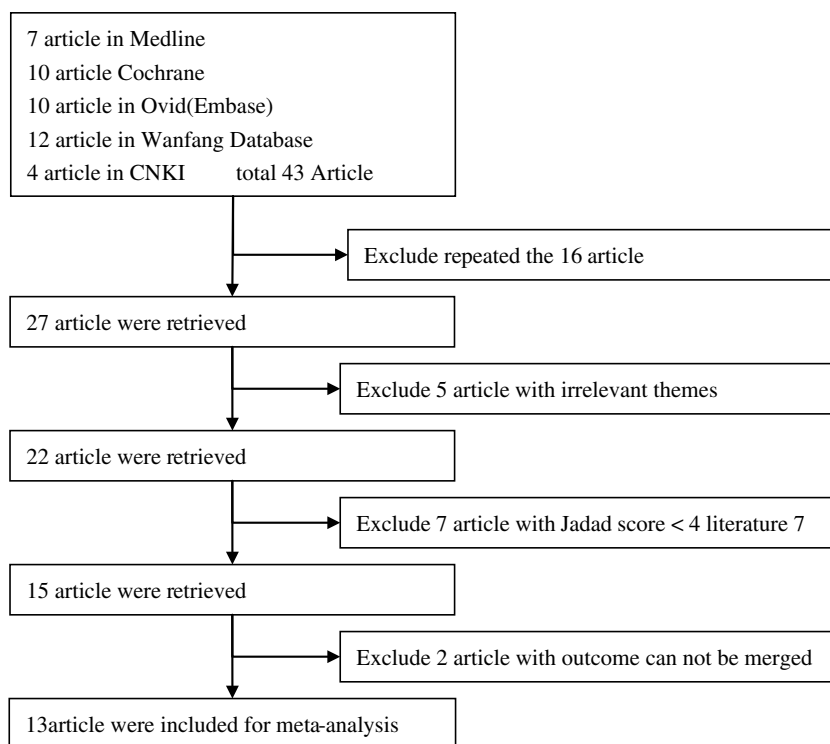 7 article in Medline
10 article Cochrane
10 article in Ovid(Embase)
12 article in Wanfang Database
4 article in CNKI total 43 Article
Exclude repeated the 16 article
27 article were retrieved
Exclude 5 article with irrelevant themes
22 article were retrieved
Exclude 7 article with Jadad score < 4 literature 7
15 article were retrieved
Exclude 2 article with outcome can not be merged
13article were included for meta-analysis